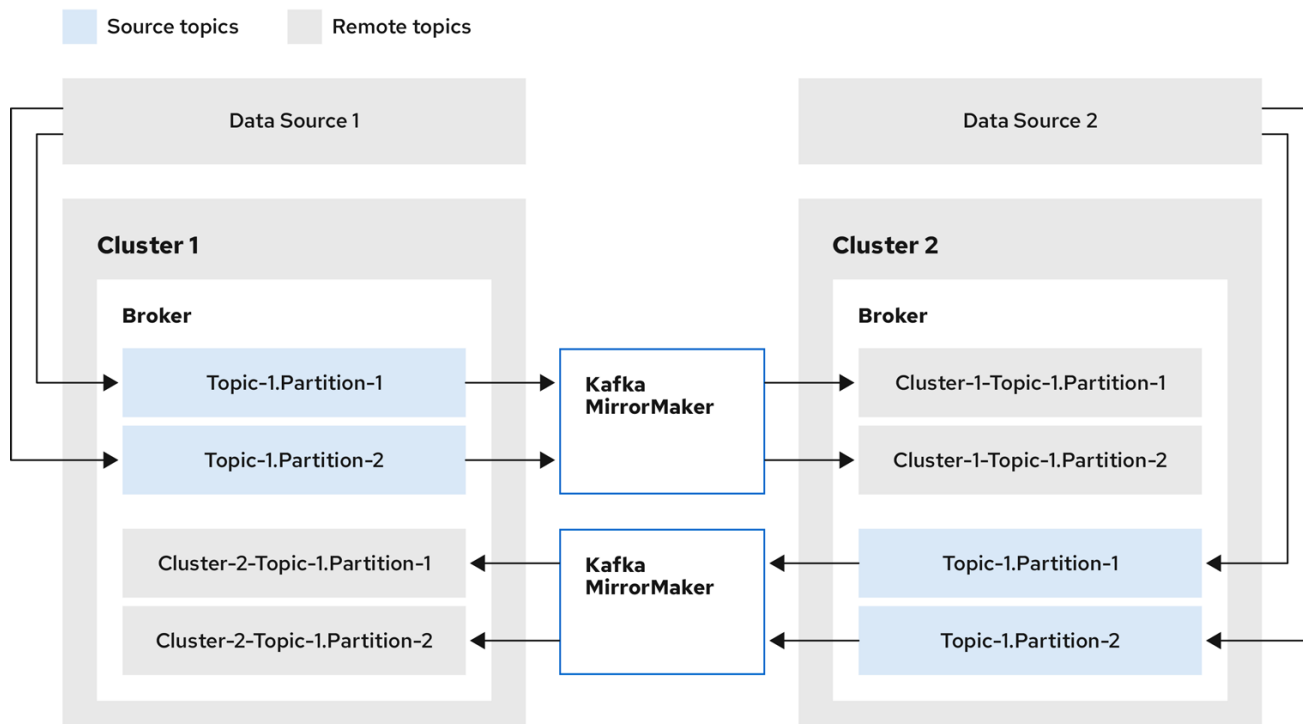 Source topics
Remote topics
Data Source 1
Data Source 2
Cluster 1
Cluster 2
Broker
Broker
Topic-1.Partition-1
Kafka
MirrorMaker
Cluster-1-Topic-1.Partition-1
Topic-1.Partition-2
Cluster-1-Topic-1.Partition-2
Cluster-2-Topic-1.Partition-1
Kafka
MirrorMaker
Topic-1.Partition-1
Cluster-2-Topic-1.Partition-2
Topic-1.Partition-2